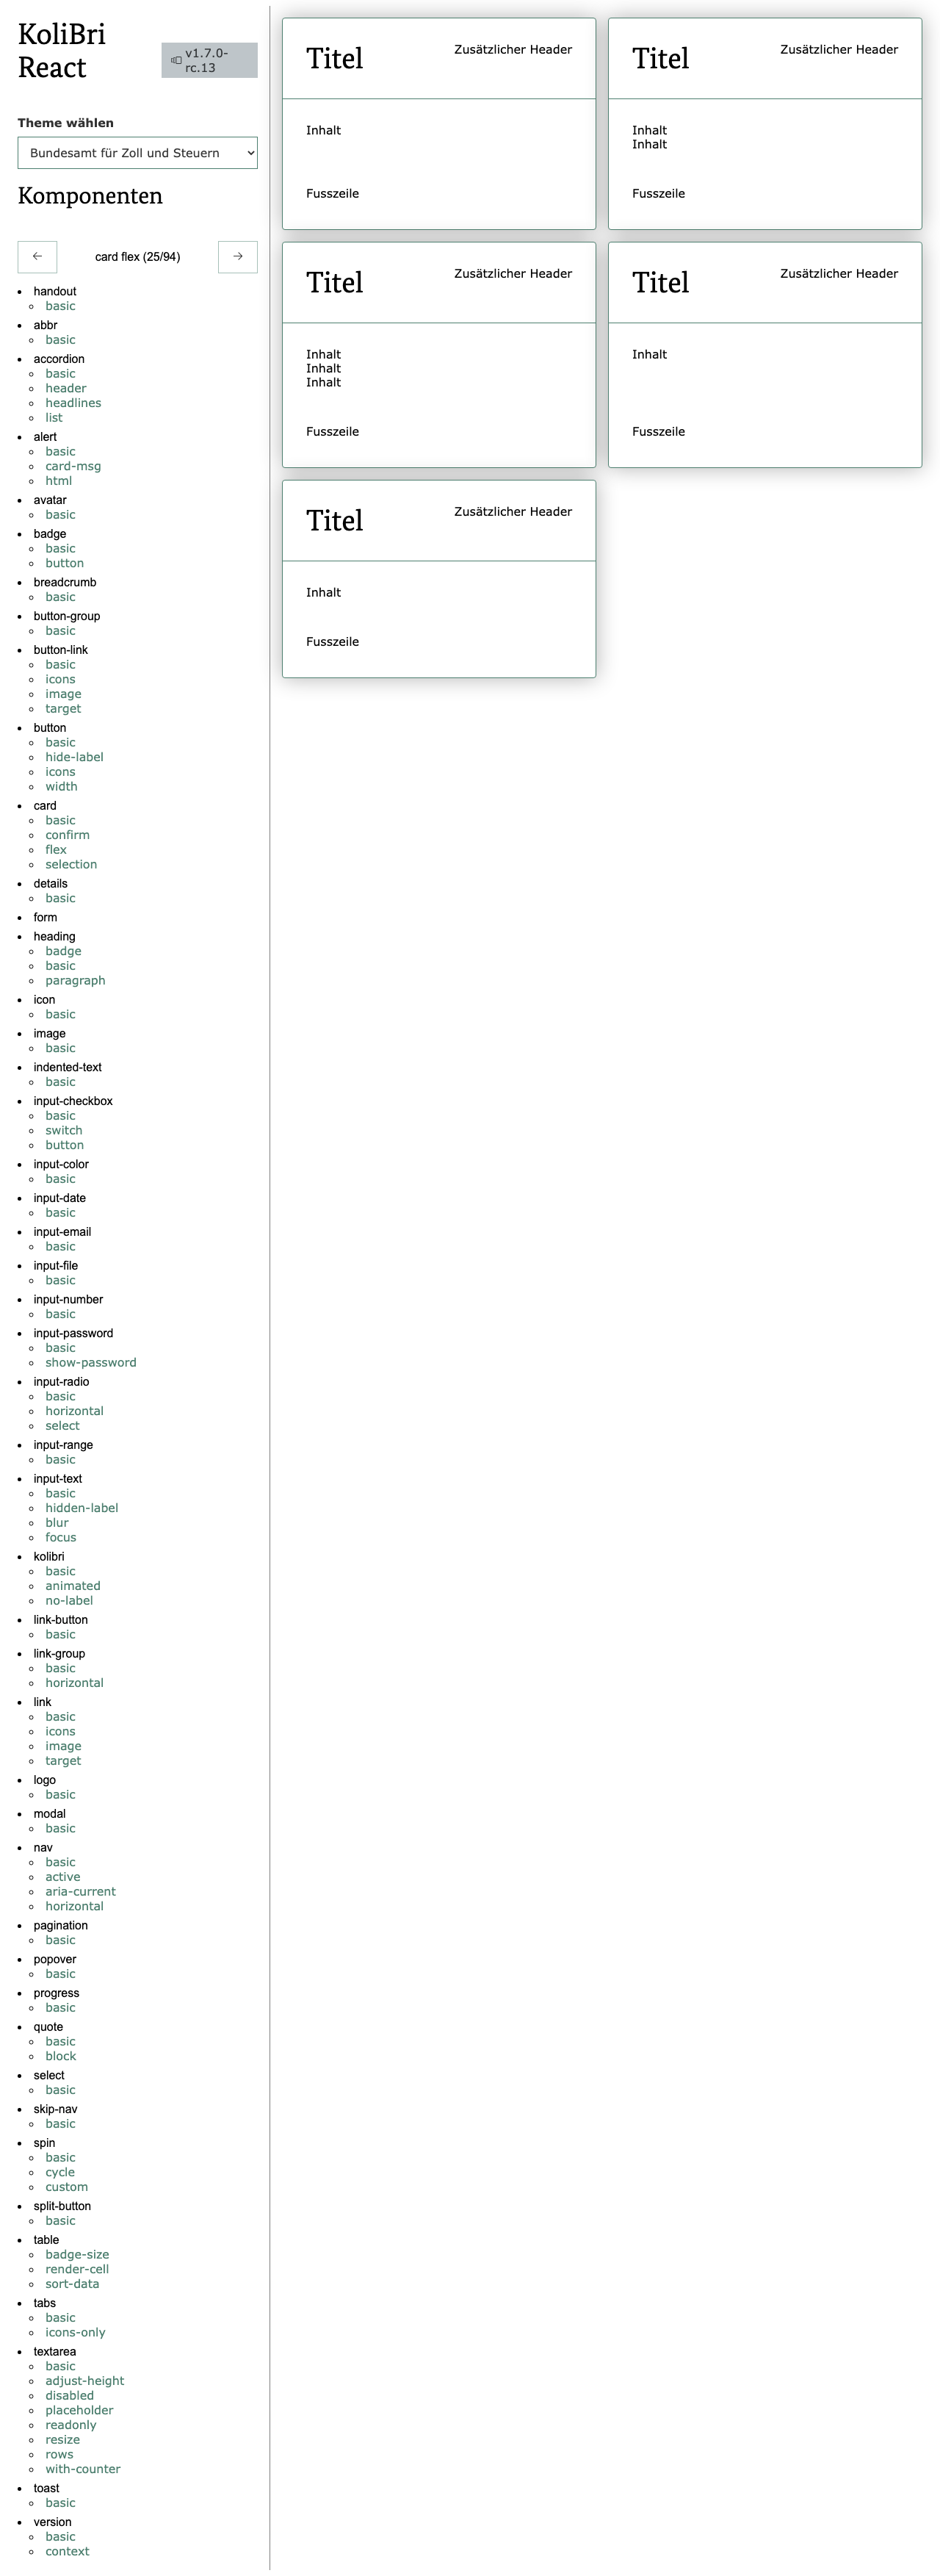 KoliBri
React
v1.7.0-
rc.13
Theme wählen
Bundesamt für Zoll und Steuern
Komponenten
← card flex (25/94) →
handout
basic
abbr
basic
accordion
basic
header
headlines
list
alert
basic
card-msg
html
avatar
basic
badge
basic
button
breadcrumb
basic
button-group
basic
button-link
basic
icons
image
target
button
basic
hide-label
icons
width
card
basic
confirm
flex
selection
details
basic
form
heading
badge
basic
paragraph
icon
basic
image
basic
indented-text
basic
input-checkbox
basic
switch
button
input-color
basic
input-date
basic
input-email
basic
input-file
basic
input-number
basic
input-password
basic
show-password
input-radio
basic
horizontal
select
input-range
basic
input-text
basic
hidden-label
blur
focus
kolibri
basic
animated
no-label
link-button
basic
link-group
basic
horizontal
link
basic
icons
image
target
logo
basic
modal
basic
nav
basic
active
aria-current
horizontal
pagination
basic
popover
basic
progress
basic
quote
basic
block
select
basic
skip-nav
basic
spin
basic
cycle
custom
split-button
basic
table
badge-size
render-cell
sort-data
tabs
basic
icons-only
textarea
basic
adjust-height
disabled
placeholder
readonly
resize
rows
with-counter
toast
basic
version
basic
context
Titel
Zusätzlicher Header
Inhalt
Fusszeile
Titel
Zusätzlicher Header
Inhalt
Inhalt
Fusszeile
Titel
Zusätzlicher Header
Inhalt
Inhalt
Inhalt
Fusszeile
Titel
Zusätzlicher Header
Inhalt
Fusszeile
Titel
Zusätzlicher Header
Inhalt
Fusszeile